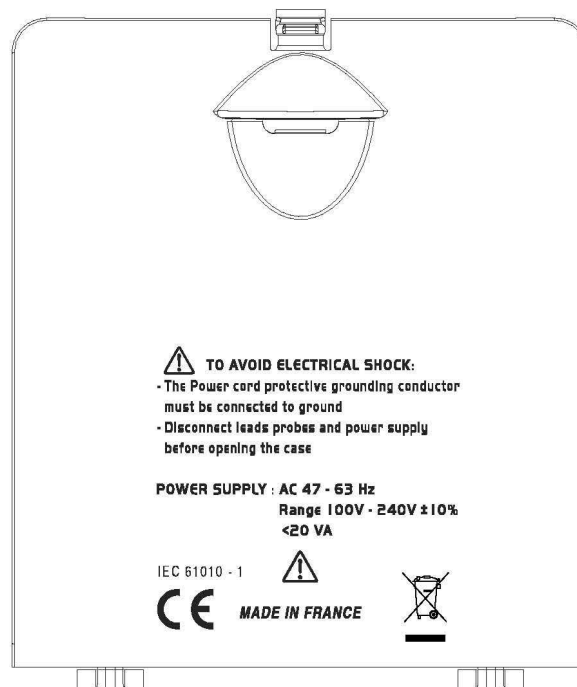 TO AVOID ELECTRICAL SHOCK:
- The Power cord protective grounding conductor
must be connected to ground
- Disconnect leads probes and power supply
before opening the case
POWER SUPPLY : AC 47 - 63 Hz
Range 100V - 240V ±10%
<20 VA
IEC 61010 - 1
CE MADE IN FRANCE